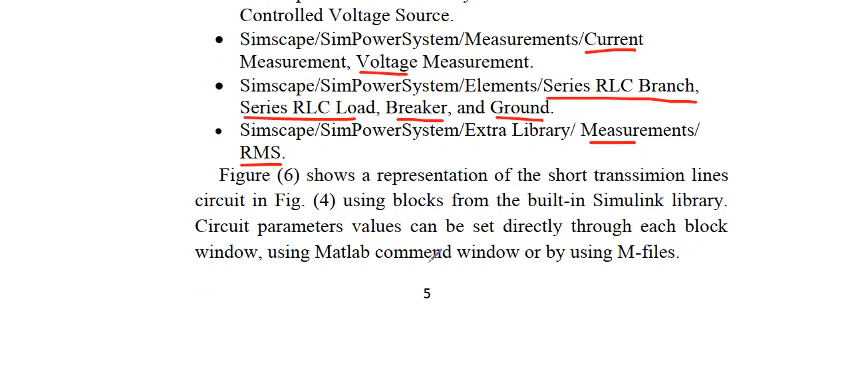 Controlled Voltage Source.
• Simscape/SimPowerSystem/Measurements/Current
Measurement, Voltage Measurement.
• Simscape/SimPowerSystem/Elements/Series RLC Branch,
Series RLC Load, Breaker, and Ground.
• Simscape/SimPowerSystem/Extra Library/ Measurements/
RMS.
Figure (6) shows a representation of the short transsimion lines
circuit in Fig. (4) using blocks from the built-in Simulink library.
Circuit parameters values can be set directly through each block
window, using Matlab commend window or by using M-files.
5